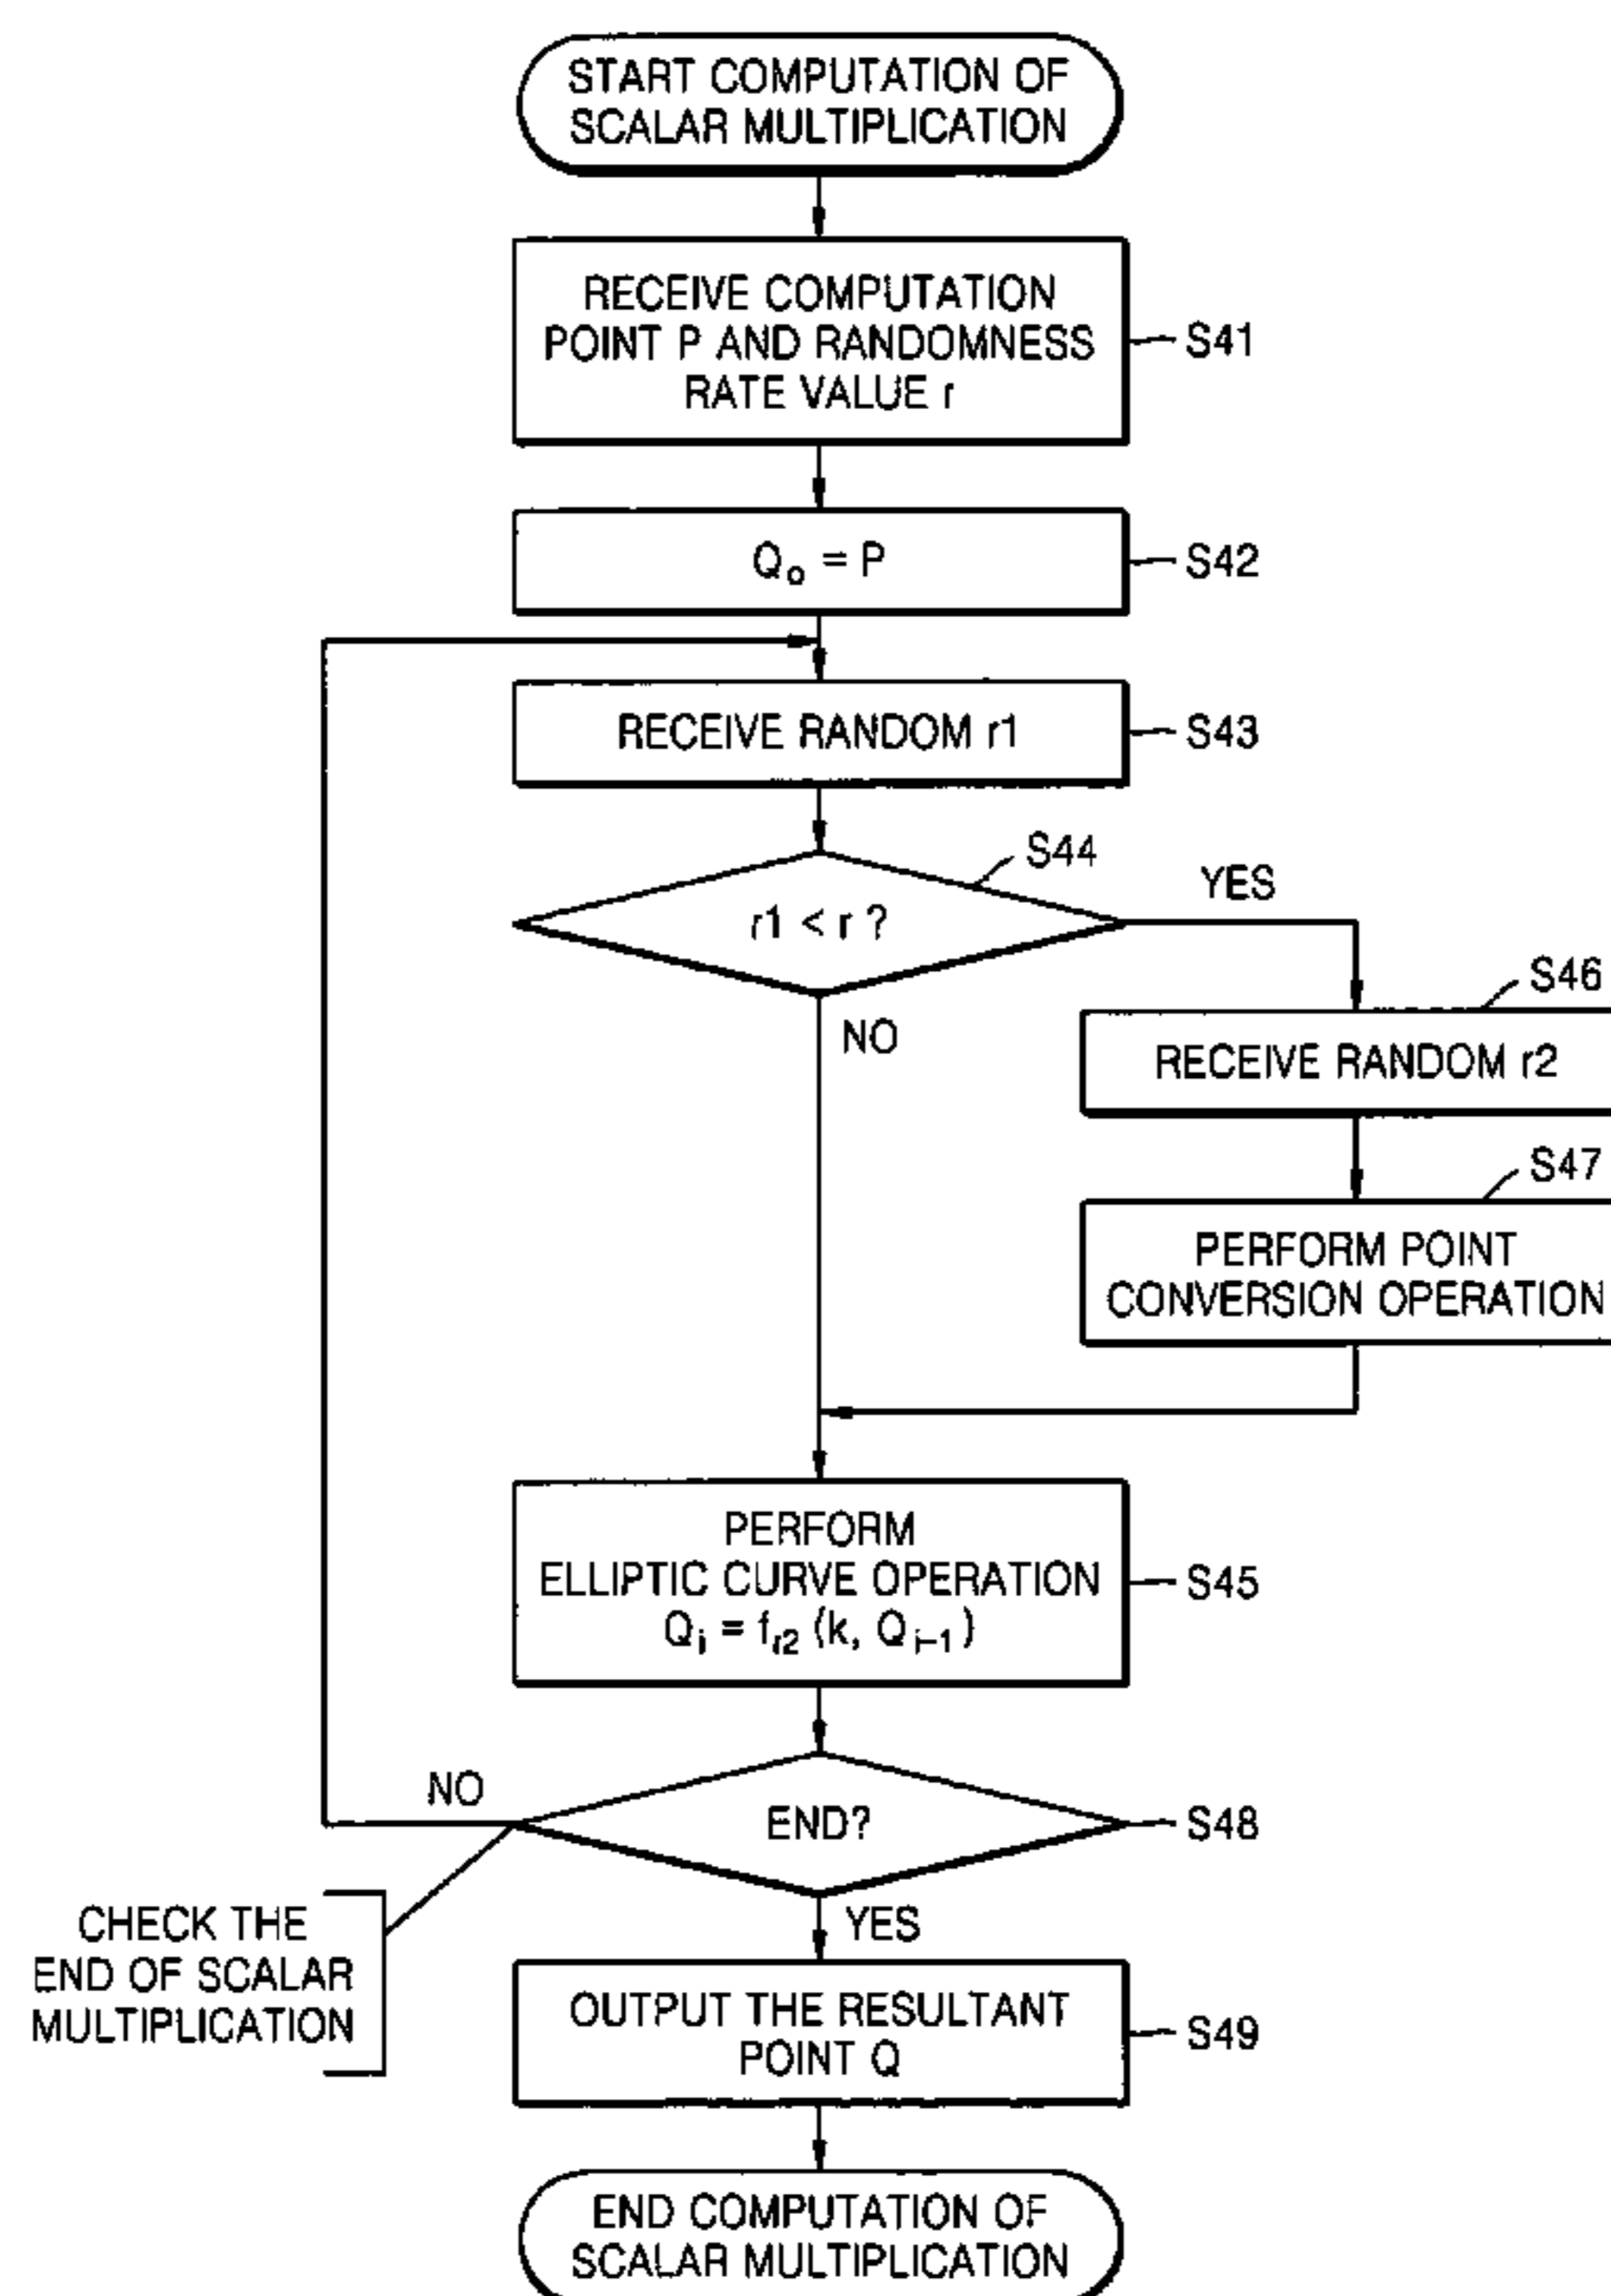 START COMPUTATION OF
SCALAR MULTIPLICATION
RECEIVE COMPUTATION
POINT P AND RANDOMNESS
RATE VALUE r
S41
Qo = P
S42
RECEIVE RANDOM r1
S43
S44
r1 < r ?
YES
NO
S46
RECEIVE RANDOM r2
S47
PERFORM POINT
CONVERSION OPERATION
PERFORM
ELLIPTIC CURVE OPERATION
Qi = fr2 (k, Qi-1)
S45
NO
END?
S48
CHECK THE
END OF SCALAR
MULTIPLICATION
YES
OUTPUT THE RESULTANT
POINT Q
S49
END COMPUTATION OF
SCALAR MULTIPLICATION